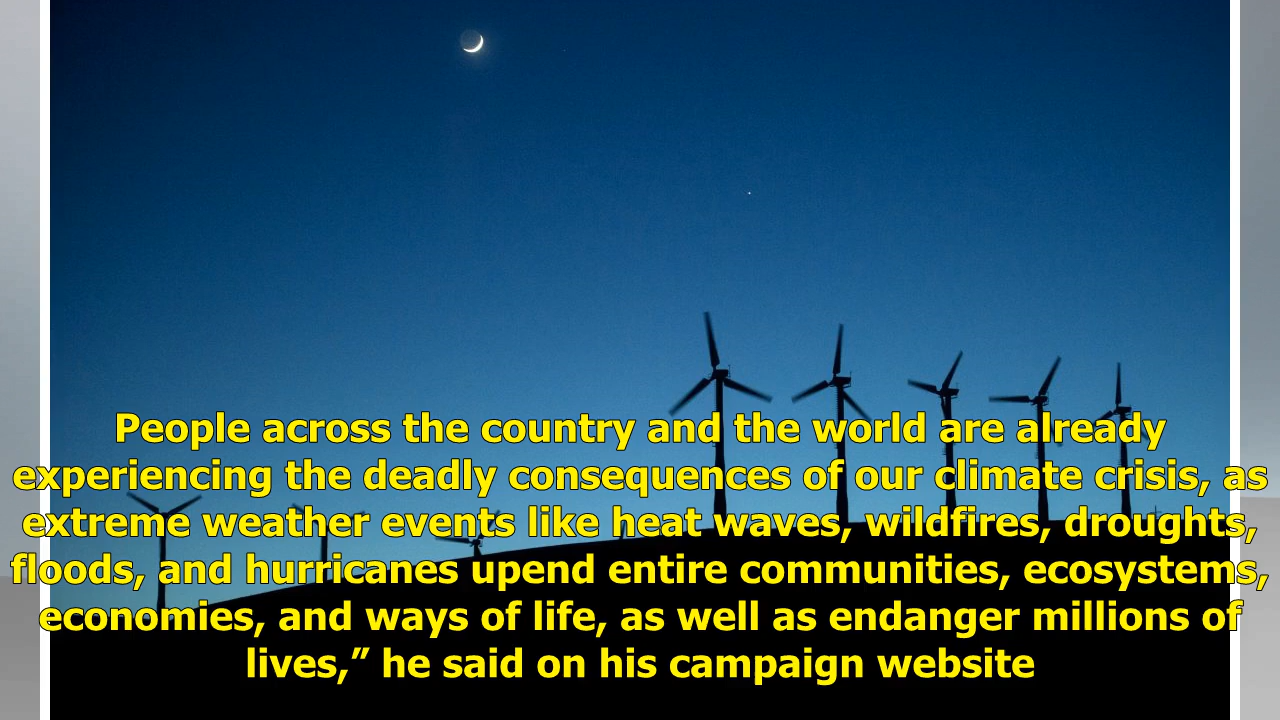 People across the country and the world are already
experiencing the deadly consequences of our climate crisis, as
extreme weather events like heat waves, wildfires, droughts,
floods, and hurricanes upend entire communities, ecosystems,
economies, and ways of life, as well as endanger millions of
lives,” he said on his campaign website